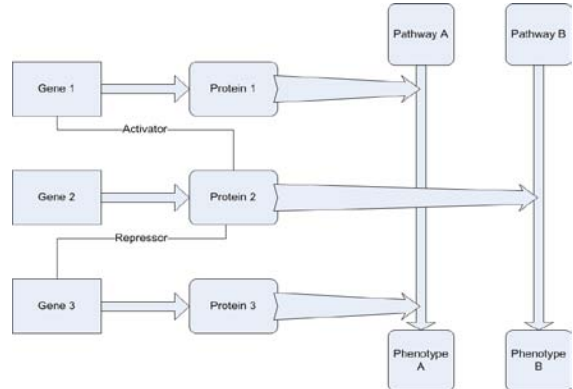 Pathway A
Pathway B
Gene 1
Protein 1
Activator
Gene 2
Protein 2
Repressor
Gene 3
Protein 3
Phenotype
A
Phenotype
B